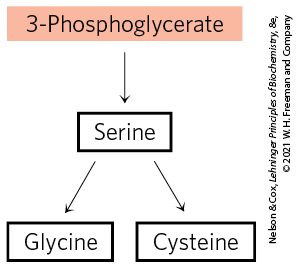 3-Phosphoglycerate
Serine
Glycine
Cysteine
Nelson & Cox, Lehninger Principles of Biochemistry, 8e,
© 2021 W. H. Freeman and Company